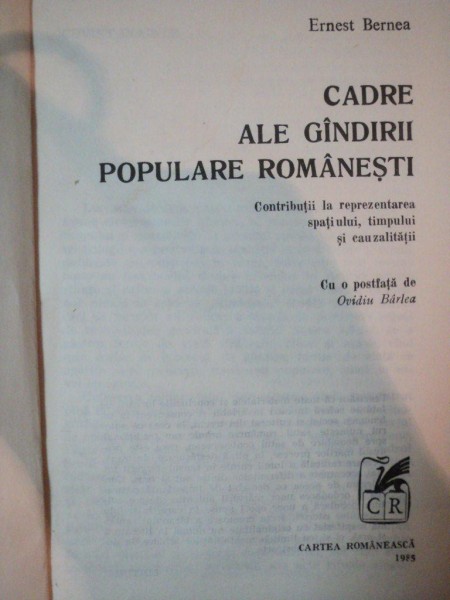 Ernest Bernea
CADRE
ALE GÎNDIRII
POPULARE ROMÂNEȘTI
Contribuții la reprezentarea
spațiului, timpului
și cauzalității
Cu o postfață de
Ovidiu Bârlea
C R
CARTEA ROMÂNEASCĂ
1985